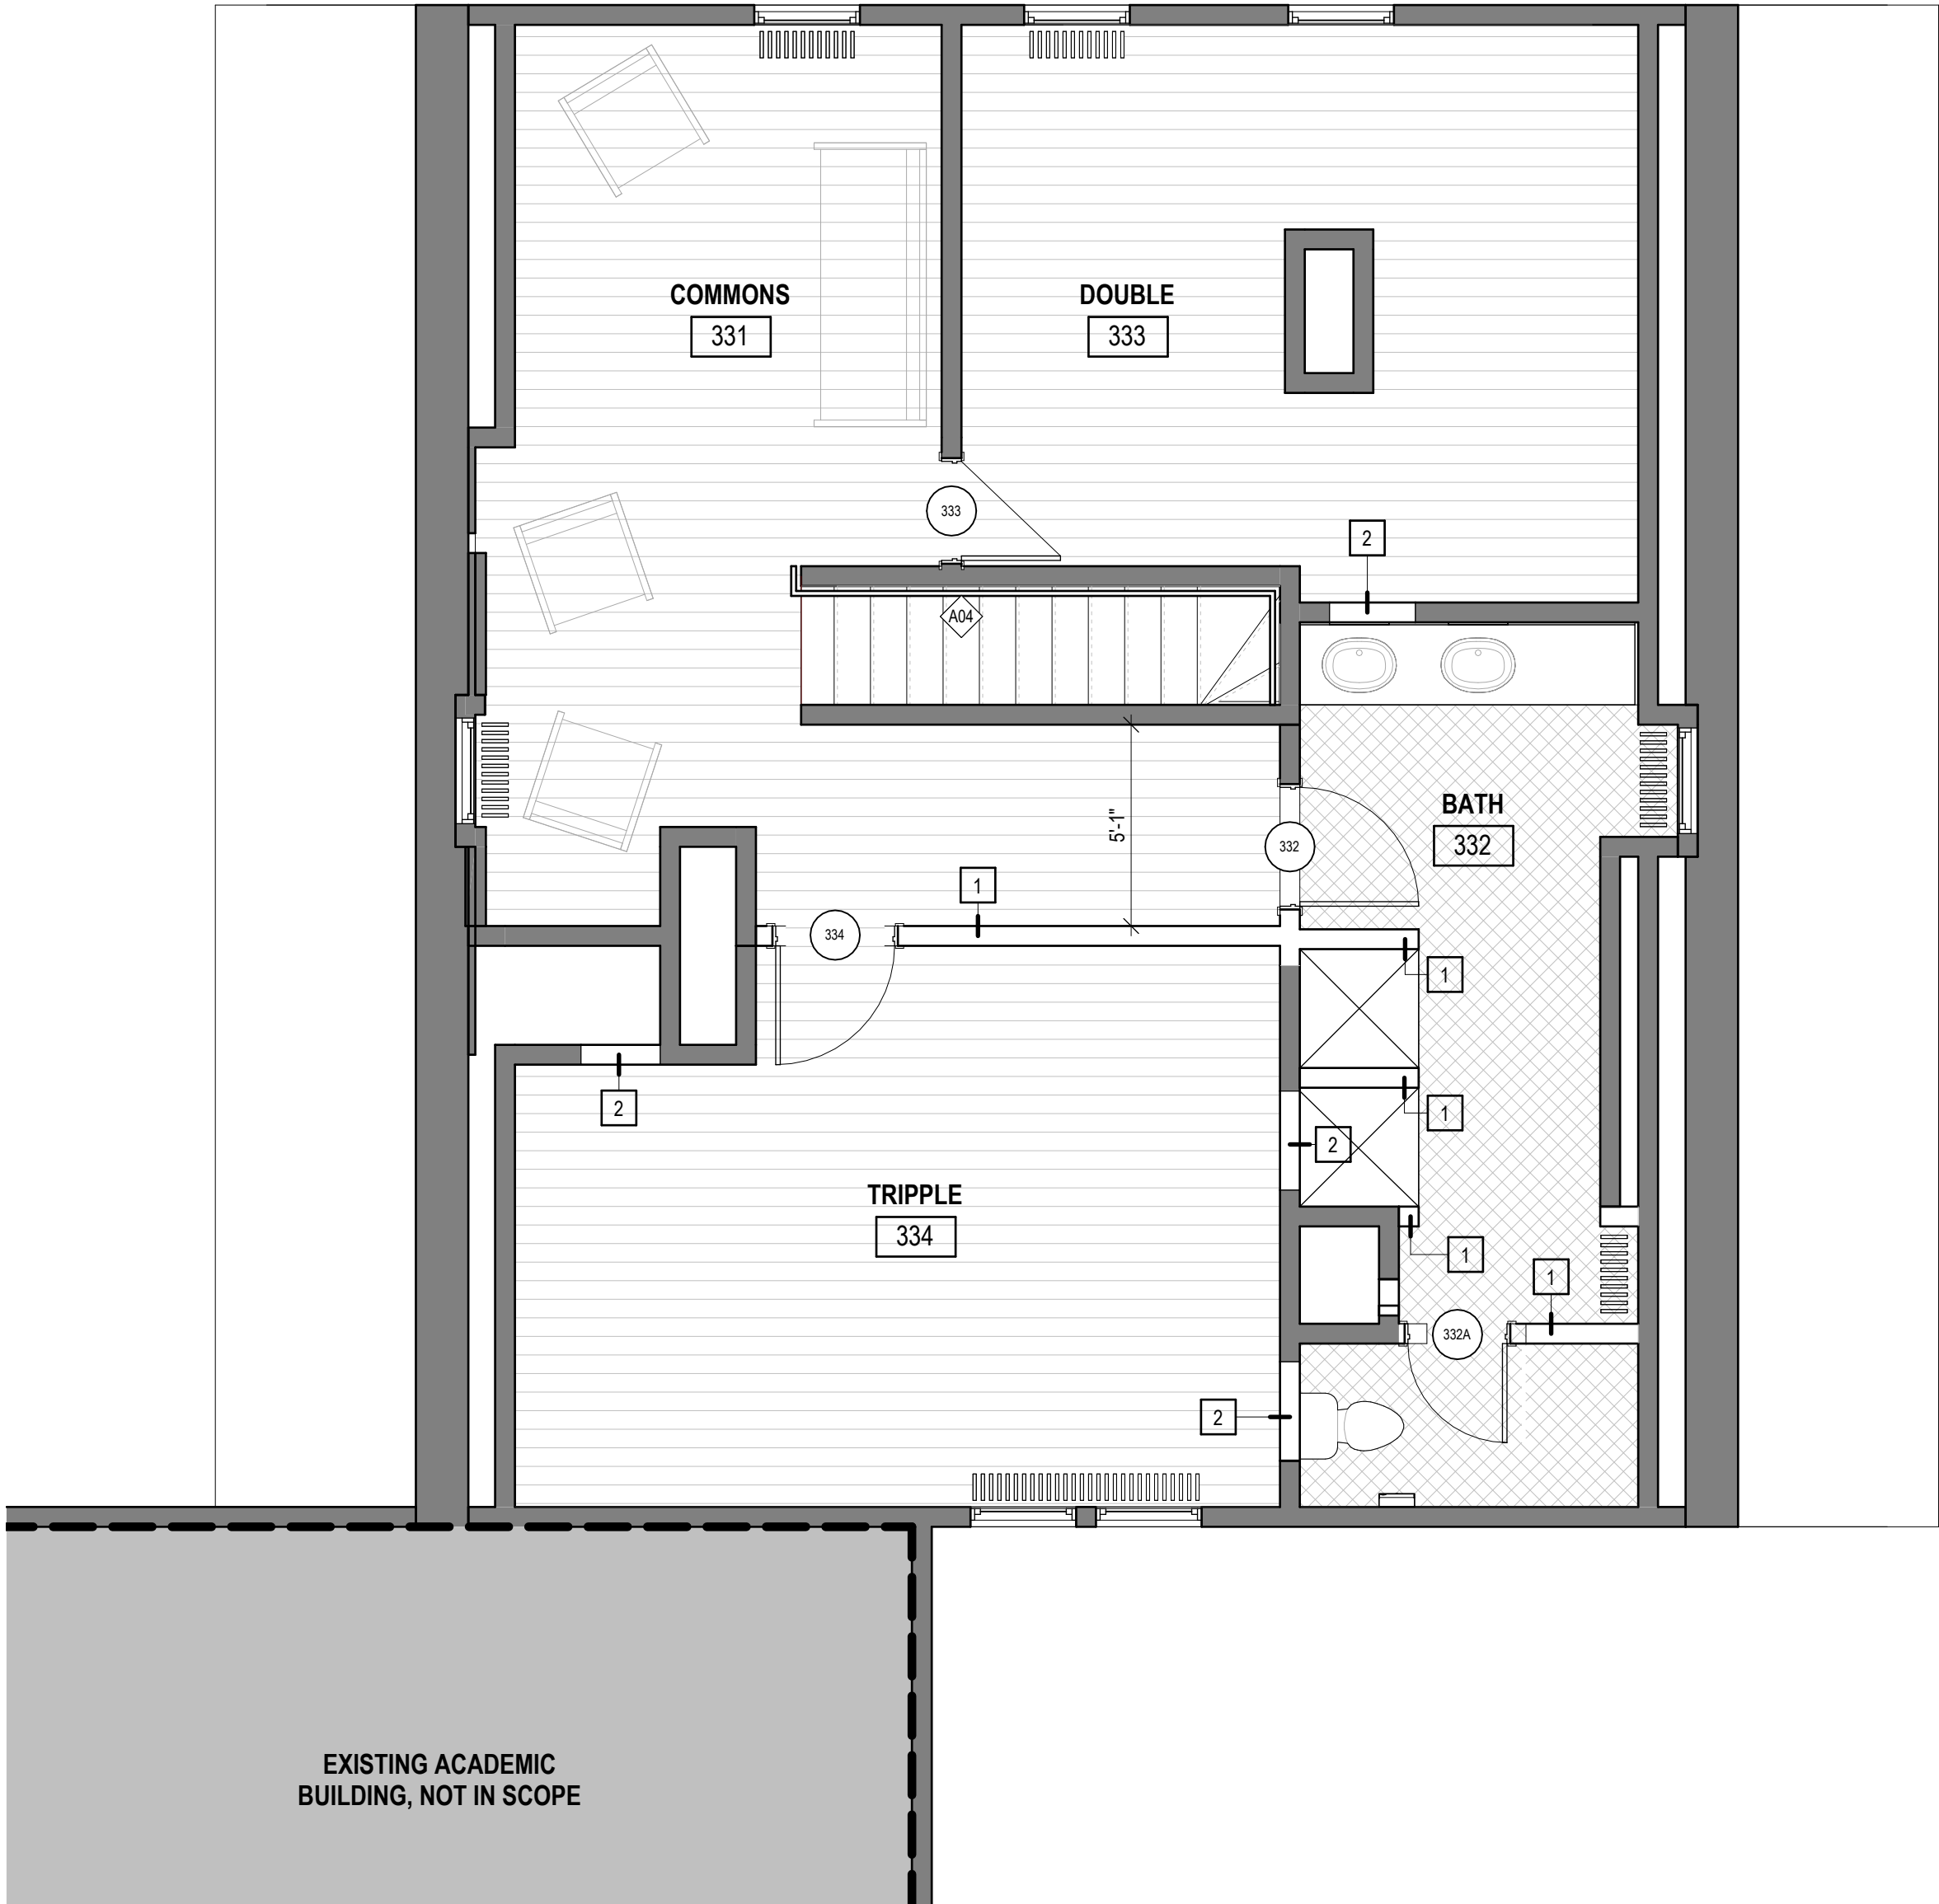 COMMONS
331
DOUBLE
333
333
2
A04
BATH
332
5'-1"
332
1
334
1
2
1
2
TRIPPLE
334
1
1
332A
2
EXISTING ACADEMIC
BUILDING, NOT IN SCOPE